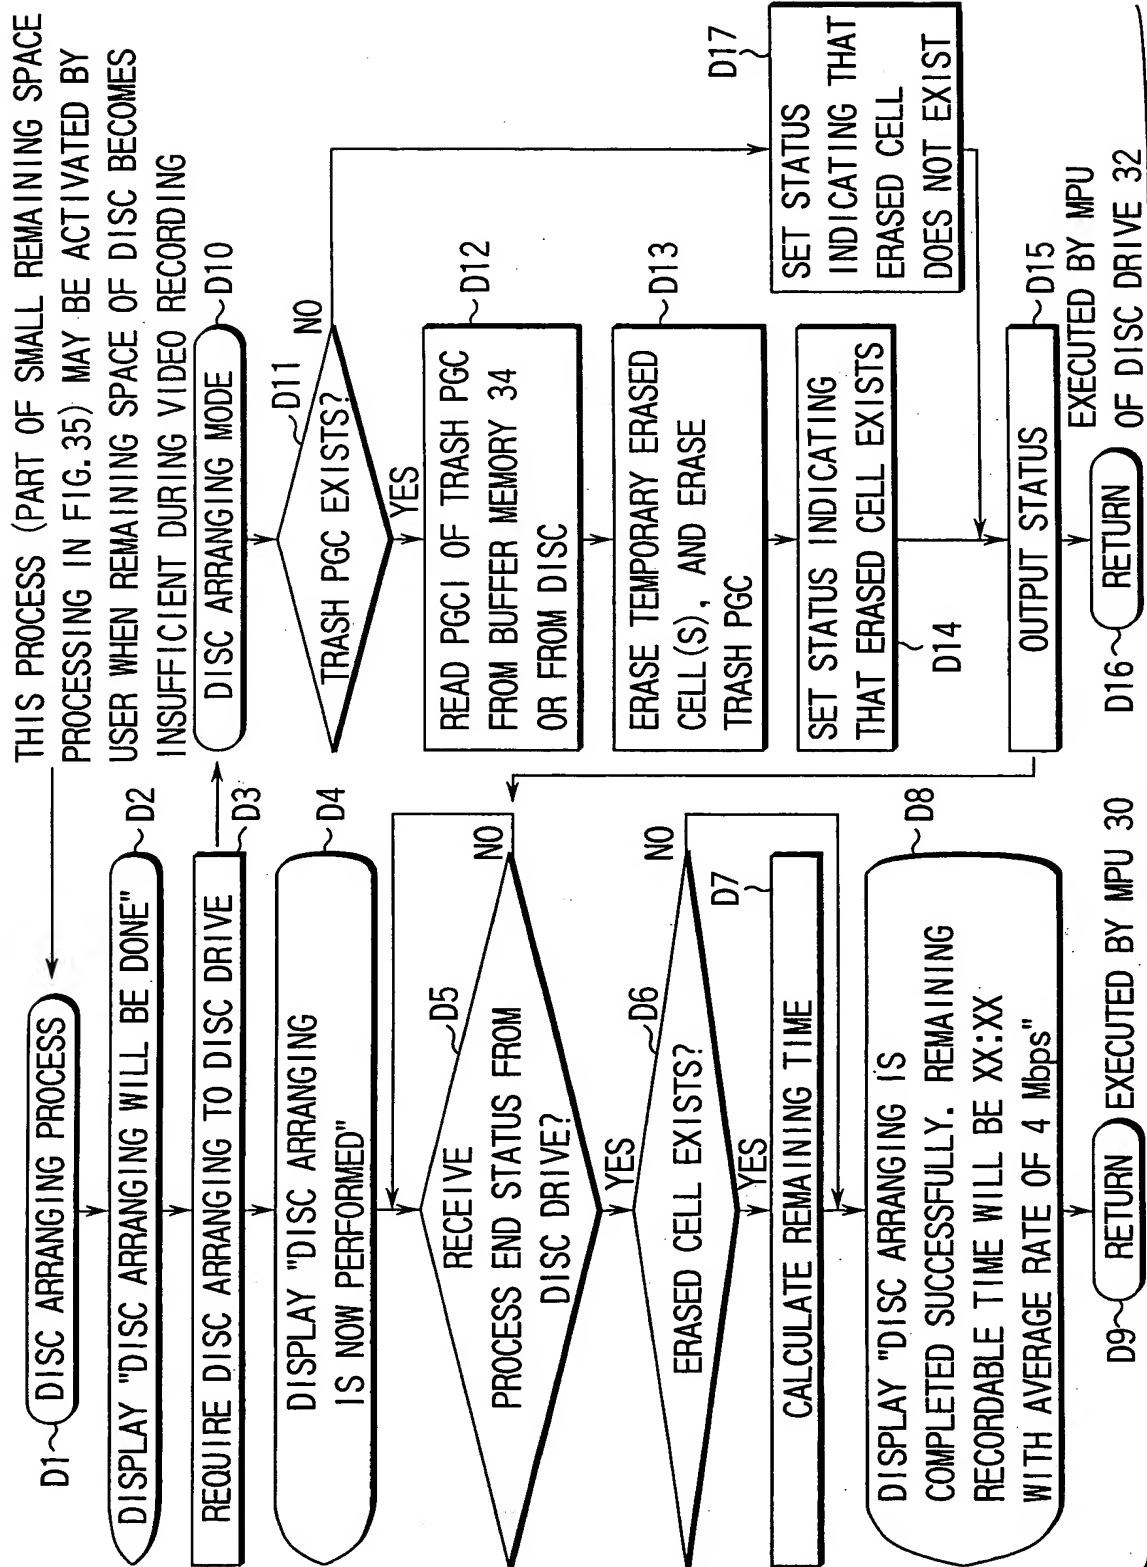 THIS PROCESS (PART OF SMALL REMAINING SPACE
PROCESSING IN FIG.35) MAY BE ACTIVATED BY
USER WHEN REMAINING SPACE OF DISC BECOMES
INSUFFICIENT DURING VIDEO RECORDING
D1
DISC ARRANGING PROCESS
D2
DISPLAY "DISC ARRANGING WILL BE DONE"
D3
REQUIRE DISC ARRANGING TO DISC DRIVE
D4
DISPLAY "DISC ARRANGING
IS NOW PERFORMED"
D5
RECEIVE
PROCESS END STATUS FROM
DISC DRIVE?
NO
YES
D6
ERASED CELL EXISTS?
NO
YES
D7
CALCULATE REMAINING TIME
D8
DISPLAY "DISC ARRANGING IS
COMPLETED SUCCESSFULLY. REMAINING
RECORDABLE TIME WILL BE XX:XX
WITH AVERAGE RATE OF 4 Mbps"
D9
RETURN
EXECUTED BY MPU 30
D10
DISC ARRANGING MODE
D11
TRASH PGC EXISTS?
NO
YES
D12
READ PGCI OF TRASH PGC
FROM BUFFER MEMORY 34
OR FROM DISC
D13
ERASE TEMPORARY ERASED
CELL(S), AND ERASE
TRASH PGC
SET STATUS INDICATING
THAT ERASED CELL EXISTS
D14
D17
SET STATUS
INDICATING THAT
ERASED CELL
DOES NOT EXIST
D15
OUTPUT STATUS
D16
RETURN
EXECUTED BY MPU
OF DISC DRIVE 32